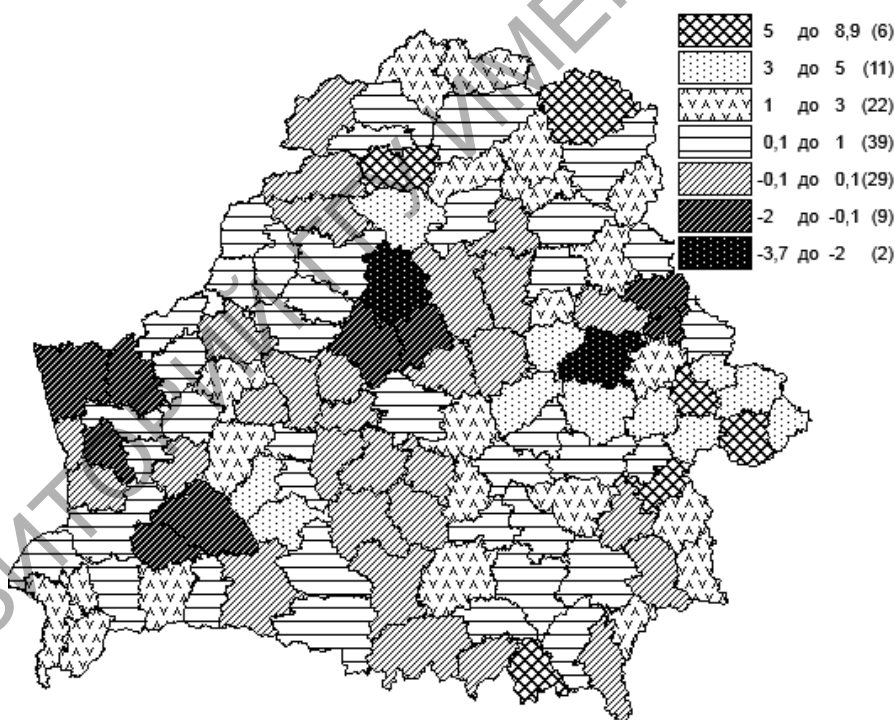 5 до 8,9 (6)
3 до 5 (11)
1 до 3 (22)
0,1 до 1 (39)
-0,1 до 0,1(29)
-2 до -0,1 (9)
-3,7 до -2 (2)